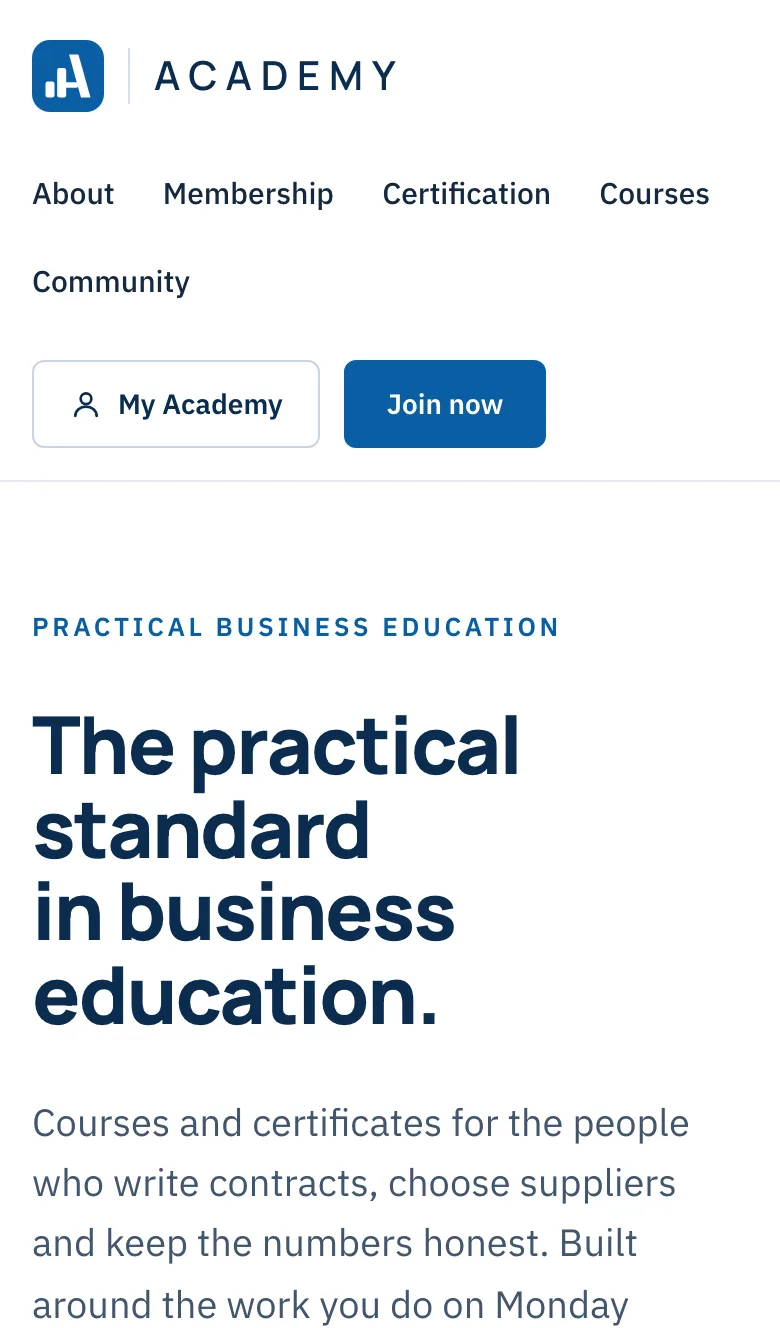 ACADEMY
About Membership Certification Courses
Community
My Academy Join now
PRACTICAL BUSINESS EDUCATION
The practical
standard
in business
education.
Courses and certificates for the people
who write contracts, choose suppliers
and keep the numbers honest. Built
around the work you do on Monday